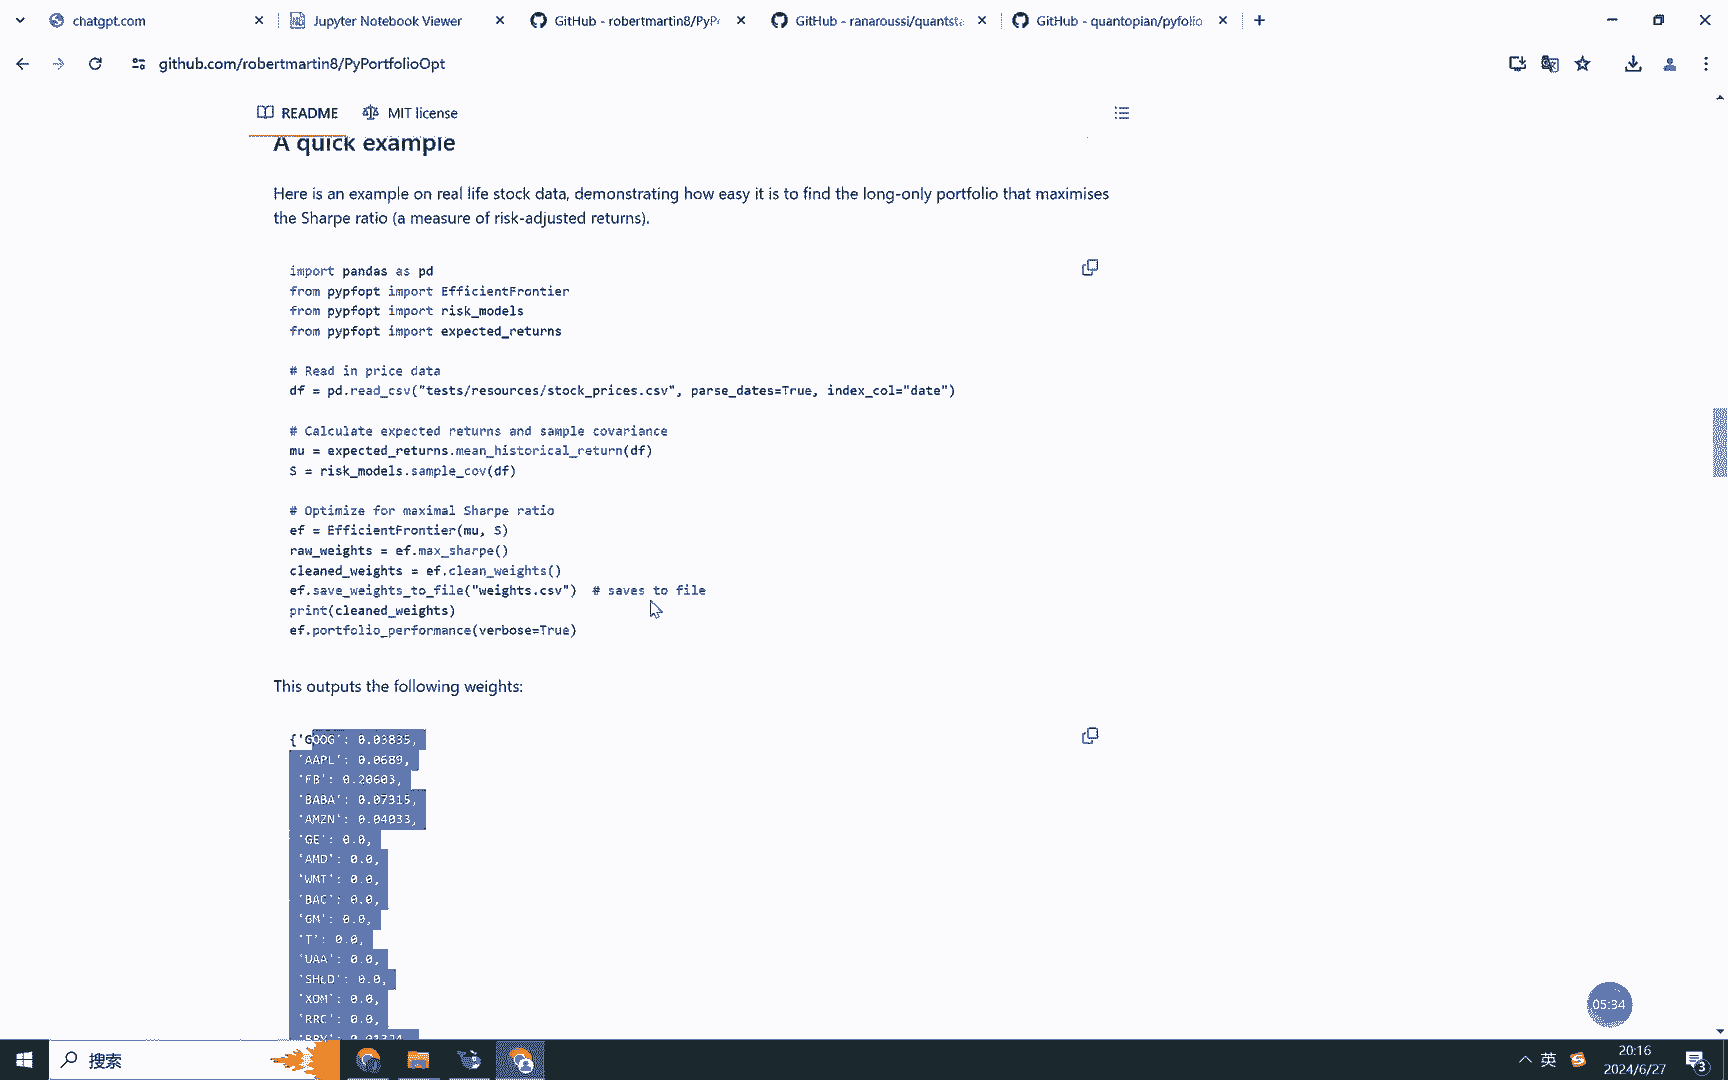 chatgpt.com
Jupyter Notebook Viewer
GitHub - robertmartin8/PyP
GitHub - ranaroussi/quantst
GitHub - quantopian/pyfolio
github.com/robertmartin8/PyPortfolioOpt
README
MIT license
A quick example
Here is an example on real life stock data, demonstrating how easy it is to find the long-only portfolio that maximises
the Sharpe ratio (a measure of risk-adjusted returns).
import pandas as pd
from pypfopt import EfficientFrontier
from pypfopt import risk_models
from pypfopt import expected_returns
# Read in price data
df = pd.read_csv("tests/resources/stock_prices.csv", parse_dates=True, index_col="date")
# Calculate expected returns and sample covariance
mu = expected_returns.mean_historical_return(df)
S = risk_models.sample_cov(df)
# Optimize for maximal Sharpe ratio
ef = EfficientFrontier(mu, S)
raw_weights = ef.max_sharpe()
cleaned_weights = ef.clean_weights()
ef.save_weights_to_file("weights.csv")  # saves to file
print(cleaned_weights)
ef.portfolio_performance(verbose=True)
This outputs the following weights:
{'GOOG': 0.03835,
'AAPL': 0.0689,
'FB': 0.20603,
'BABA': 0.07315,
'AMZN': 0.04033,
'GE': 0.0,
'AMD': 0.0,
'WMT': 0.0,
'BAC': 0.0,
'GM': 0.0,
'T': 0.0,
'UAA': 0.0,
'SHLD': 0.0,
'XOM': 0.0,
'RRC': 0.0,
'BBY': 0.01324,
05:34
搜索
英
20:16
2024/6/27
3